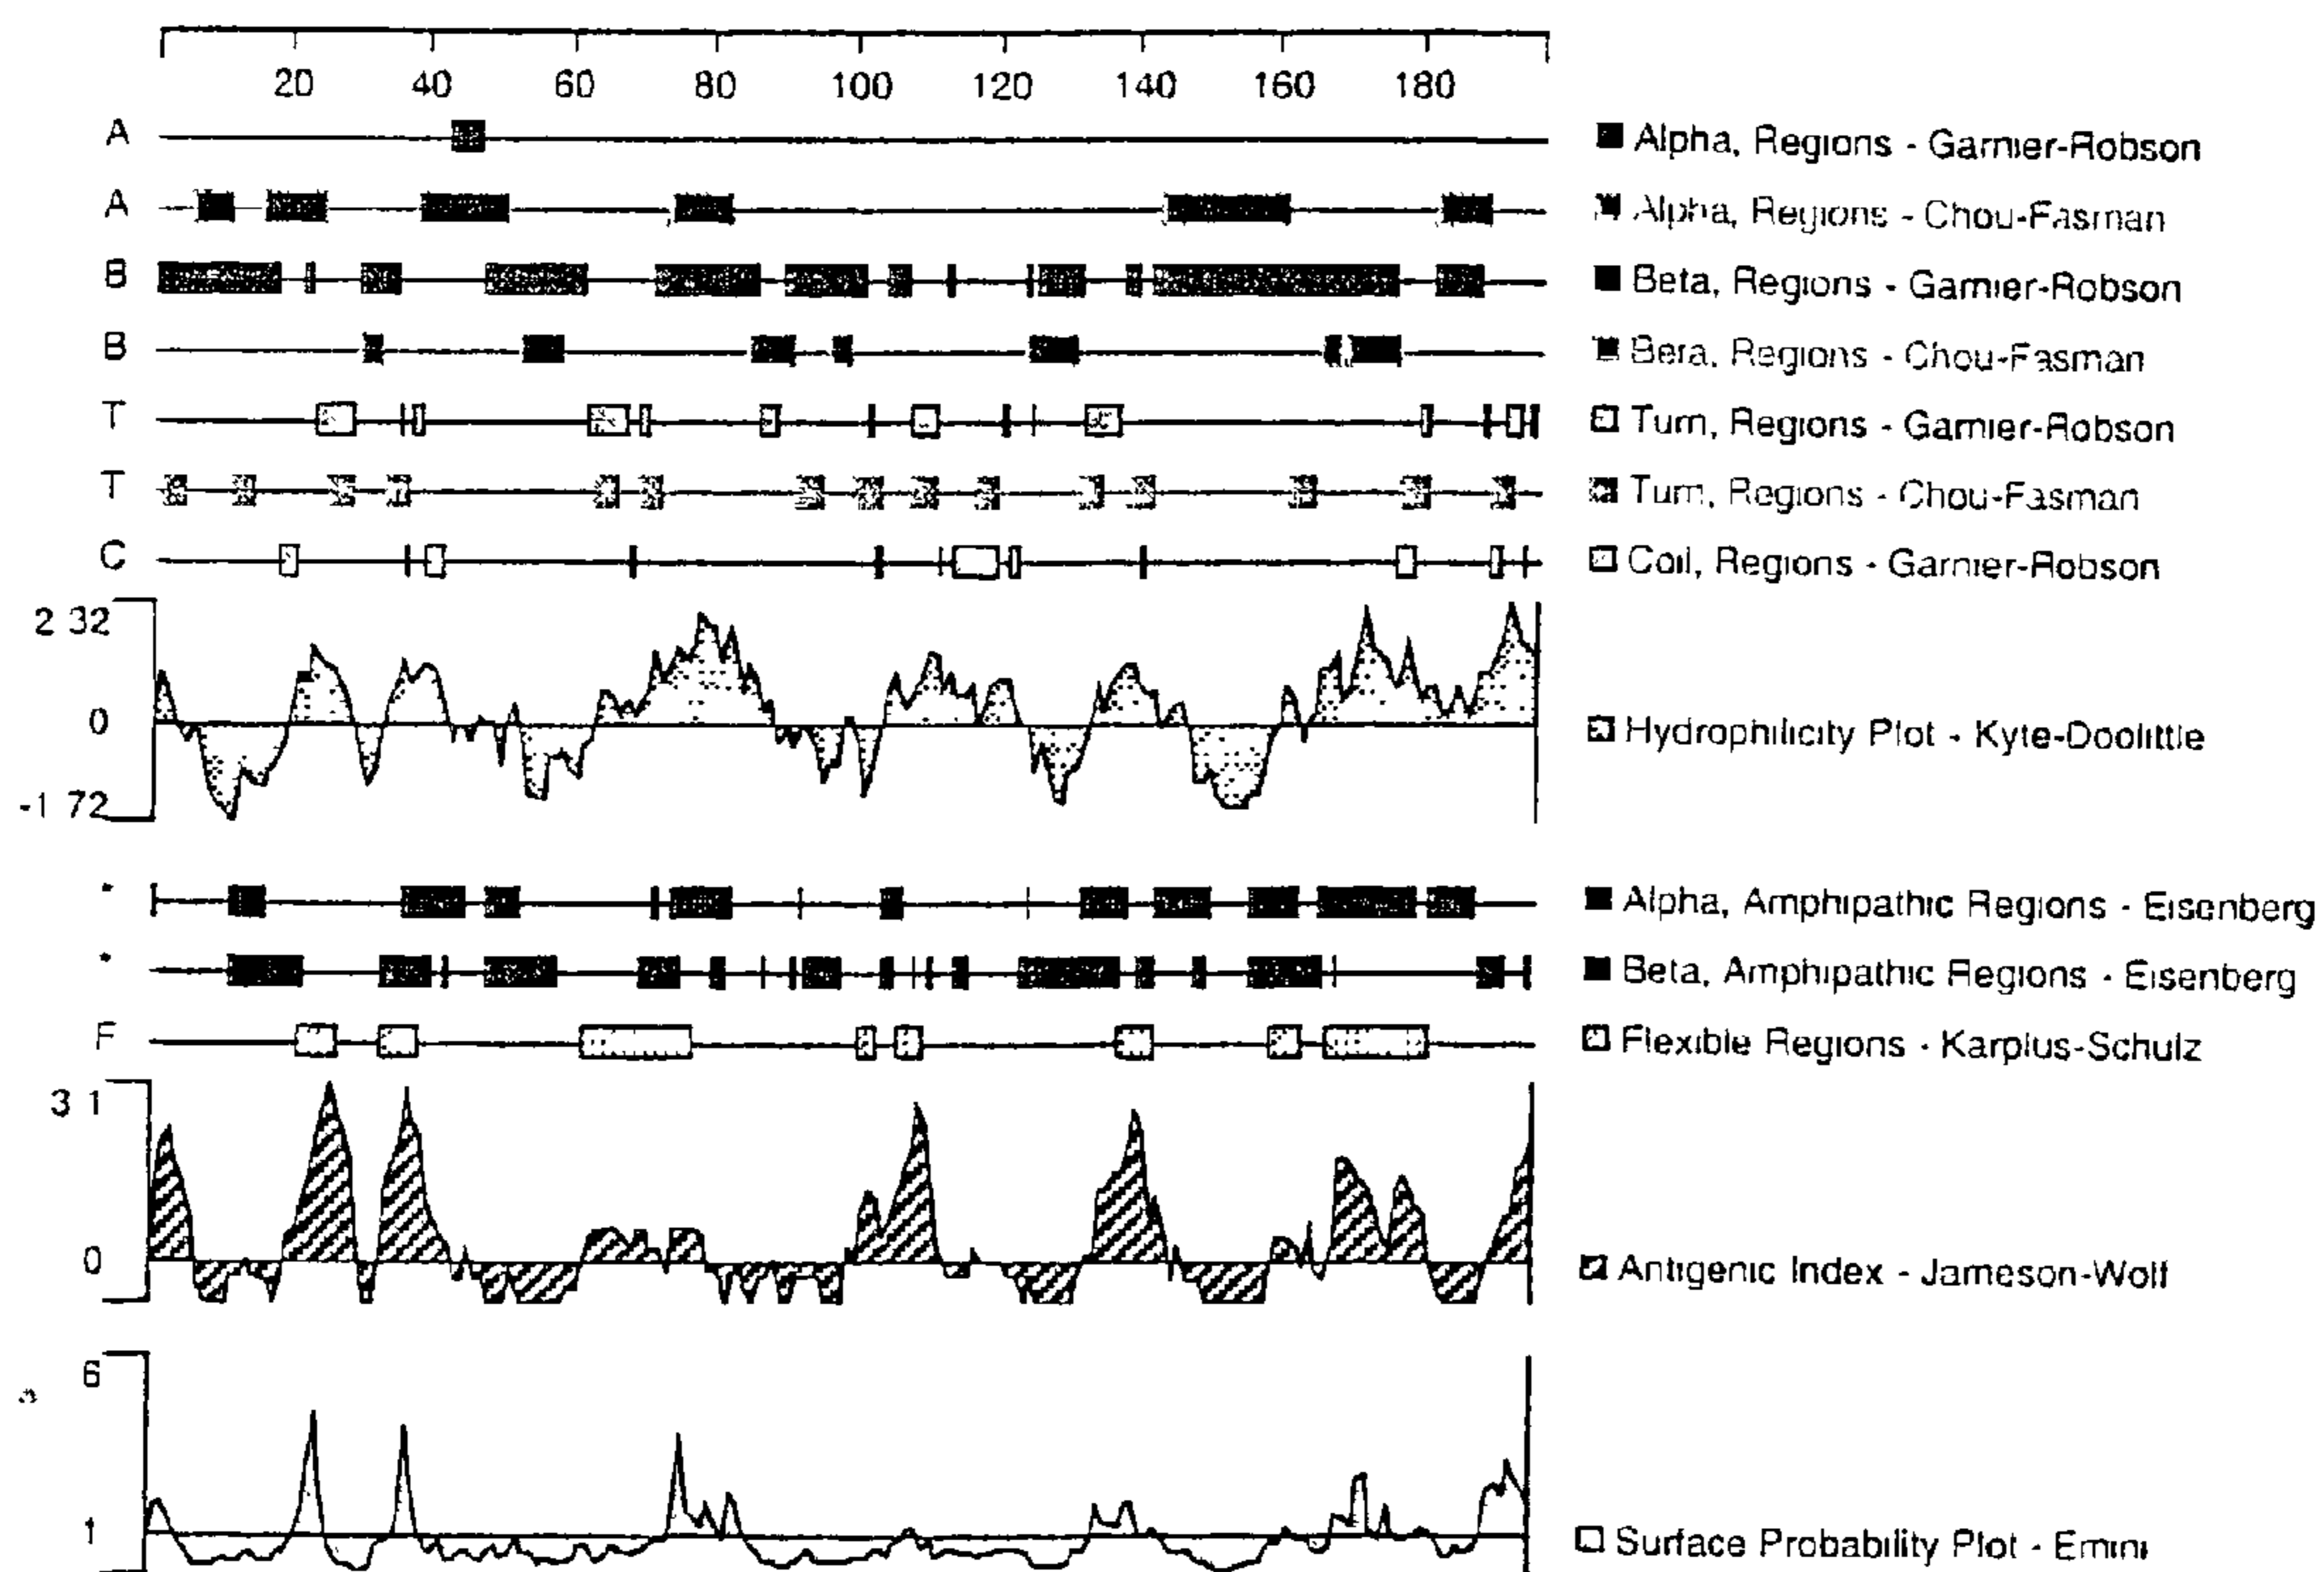 20 40 60 80 100 120 140 160 180
A Alpha, Regions - Garnier-Robson
A Alpha, Regions - Chou-Fasman
B Beta, Regions - Garnier-Robson
B Beta, Regions - Chou-Fasman
T Turn, Regions - Garnier-Robson
T Turn, Regions - Chou-Fasman
C Coil, Regions - Garnier-Robson
2 32
0 Hydrophilicity Plot - Kyte-Doolittle
-1 72
* Alpha, Amphipathic Regions - Eisenberg
* Beta, Amphipathic Regions - Eisenberg
F Flexible Regions - Karplus-Schulz
3 1
0 Antigenic Index - Jameson-Wolf
6
1 Surface Probability Plot - Emini